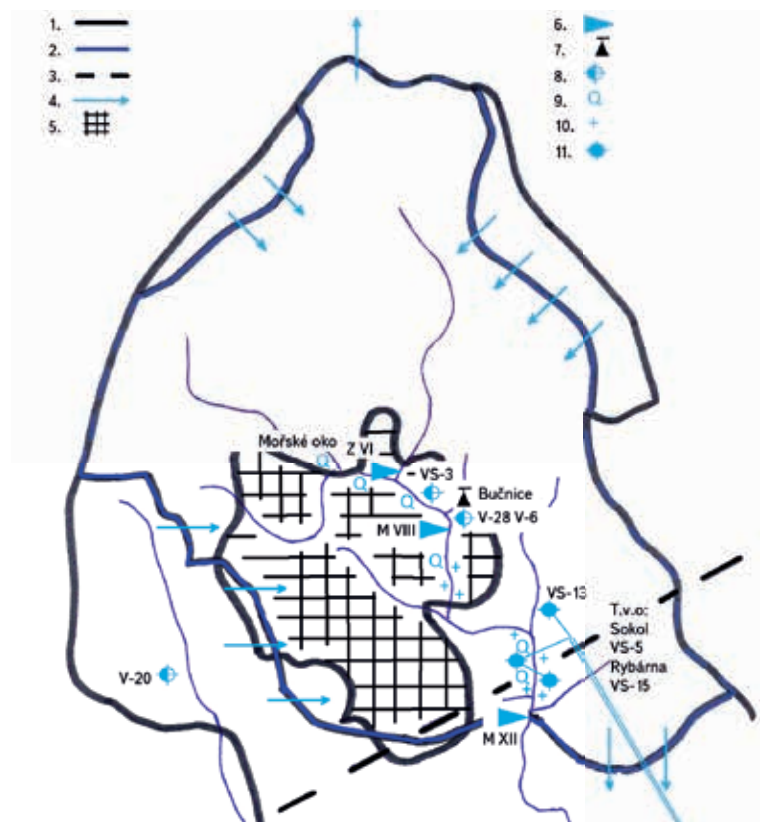 1.
2.
3.
4.
5.
6.
7.
8.
9.
10.
11.
Q
Mořské oko
Z VI
Q
Q
VS-3
Q
Bučnice
V-28 V-6
M VIII
Q
VS-13
T.v.o:
Sokol
VS-5
Rybárna
VS-15
Q
Q
V-20
M XII